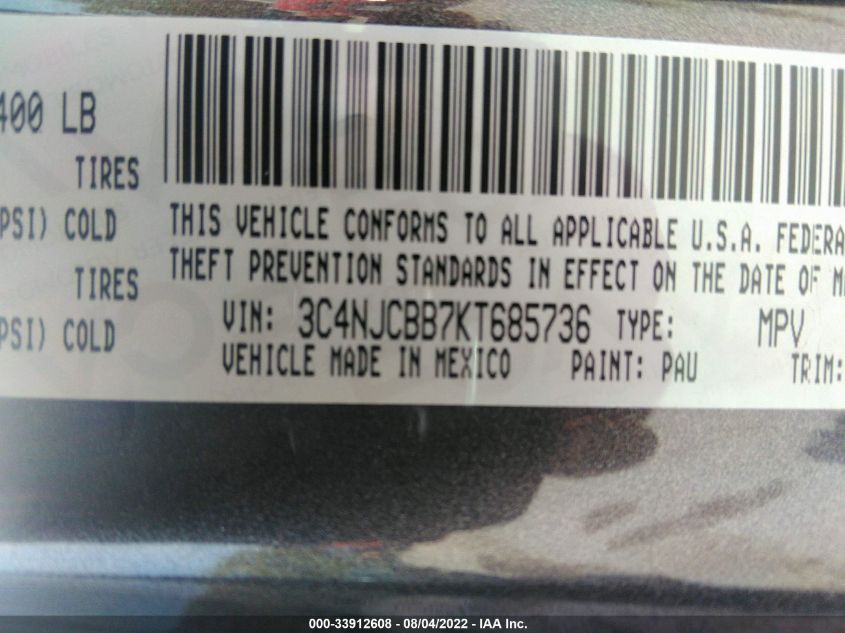 400 LB
TIRES
PSI) COLD
TIRES
PSI) COLD
THIS VEHICLE CONFORMS TO ALL APPLICABLE U.S.A. FEDERA
THEFT PREVENTION STANDARDS IN EFFECT ON THE DATE OF M
VIN: 3C4NJCBB7KT685736 TYPE: MPV
VEHICLE MADE IN MEXICO PAINT: PAU TRIM:
000-33912608 - 08/04/2022 - IAA Inc.